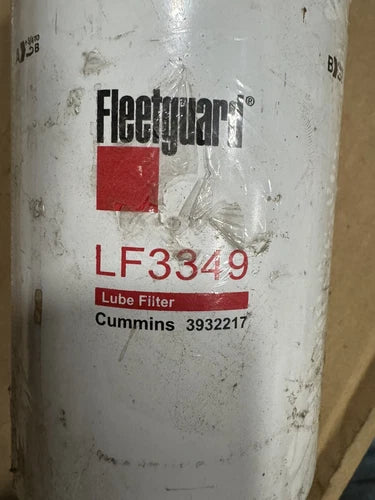 Fleetguard®
LF3349
Lube Filter
Cummins 3932217